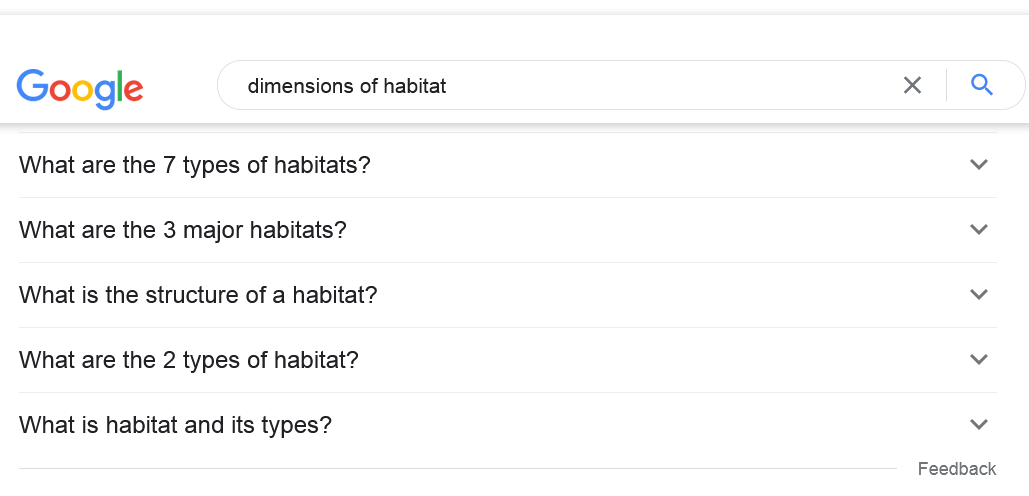 Google
dimensions of habitat
What are the 7 types of habitats?
What are the 3 major habitats?
What is the structure of a habitat?
What are the 2 types of habitat?
What is habitat and its types?
Feedback